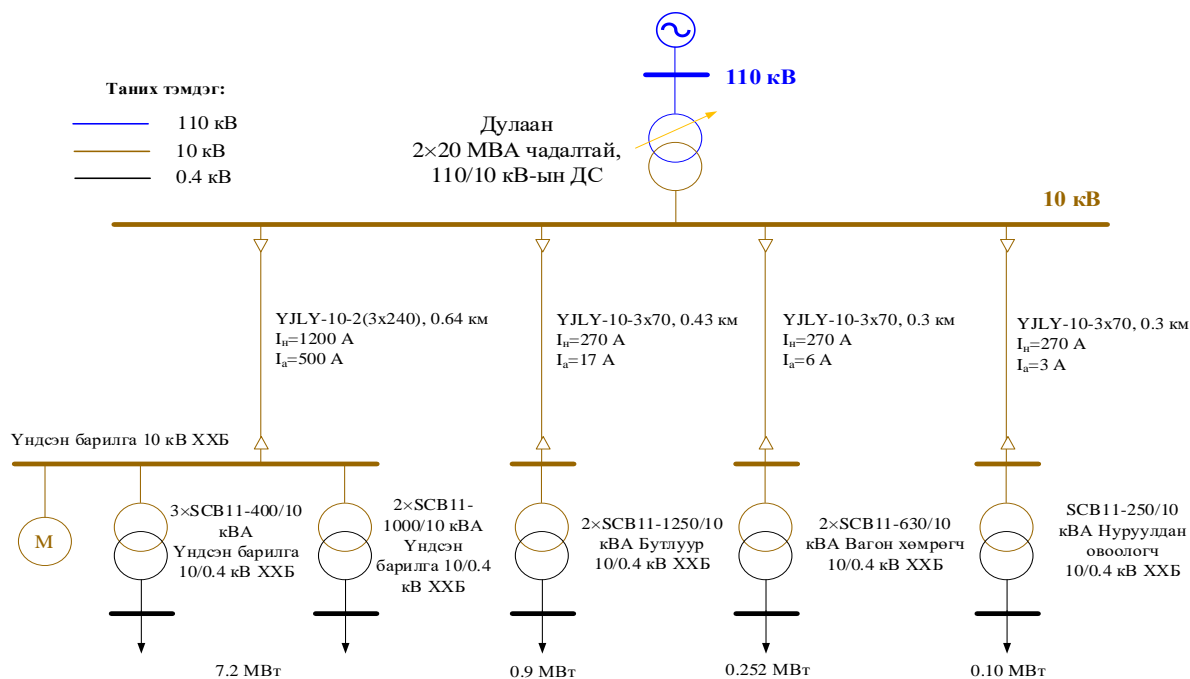 110 кВ
Таних тэмдэг:
110 кВ
10 кВ
0.4 кВ
Дулаан
2×20 МВА чадалтай,
110/10 кВ-ын ДС
10 кВ
YJLY-10-2(3x240), 0.64 км
Iн=1200 А
Iа=500 А
YJLY-10-3x70, 0.43 км
Iн=270 А
Iа=17 А
YJLY-10-3x70, 0.3 км
Iн=270 А
Iа=6 А
YJLY-10-3x70, 0.3 км
Iн=270 А
Iа=3 А
Үндсэн барилга 10 кВ ХХБ
М
3×SCB11-400/10
кВА
Үндсэн барилга
10/0.4 кВ ХХБ
2×SCB11-
1000/10 кВА
Үндсэн
барилга 10/0.4
кВ ХХБ
2×SCB11-1250/10
кВА Бутлуур
10/0.4 кВ ХХБ
2×SCB11-630/10
кВА Вагон хөмрөгч
10/0.4 кВ ХХБ
SCB11-250/10
кВА Нуруулдан
овоологч
10/0.4 кВ ХХБ
7.2 МВт
0.9 МВт
0.252 МВт
0.10 МВт